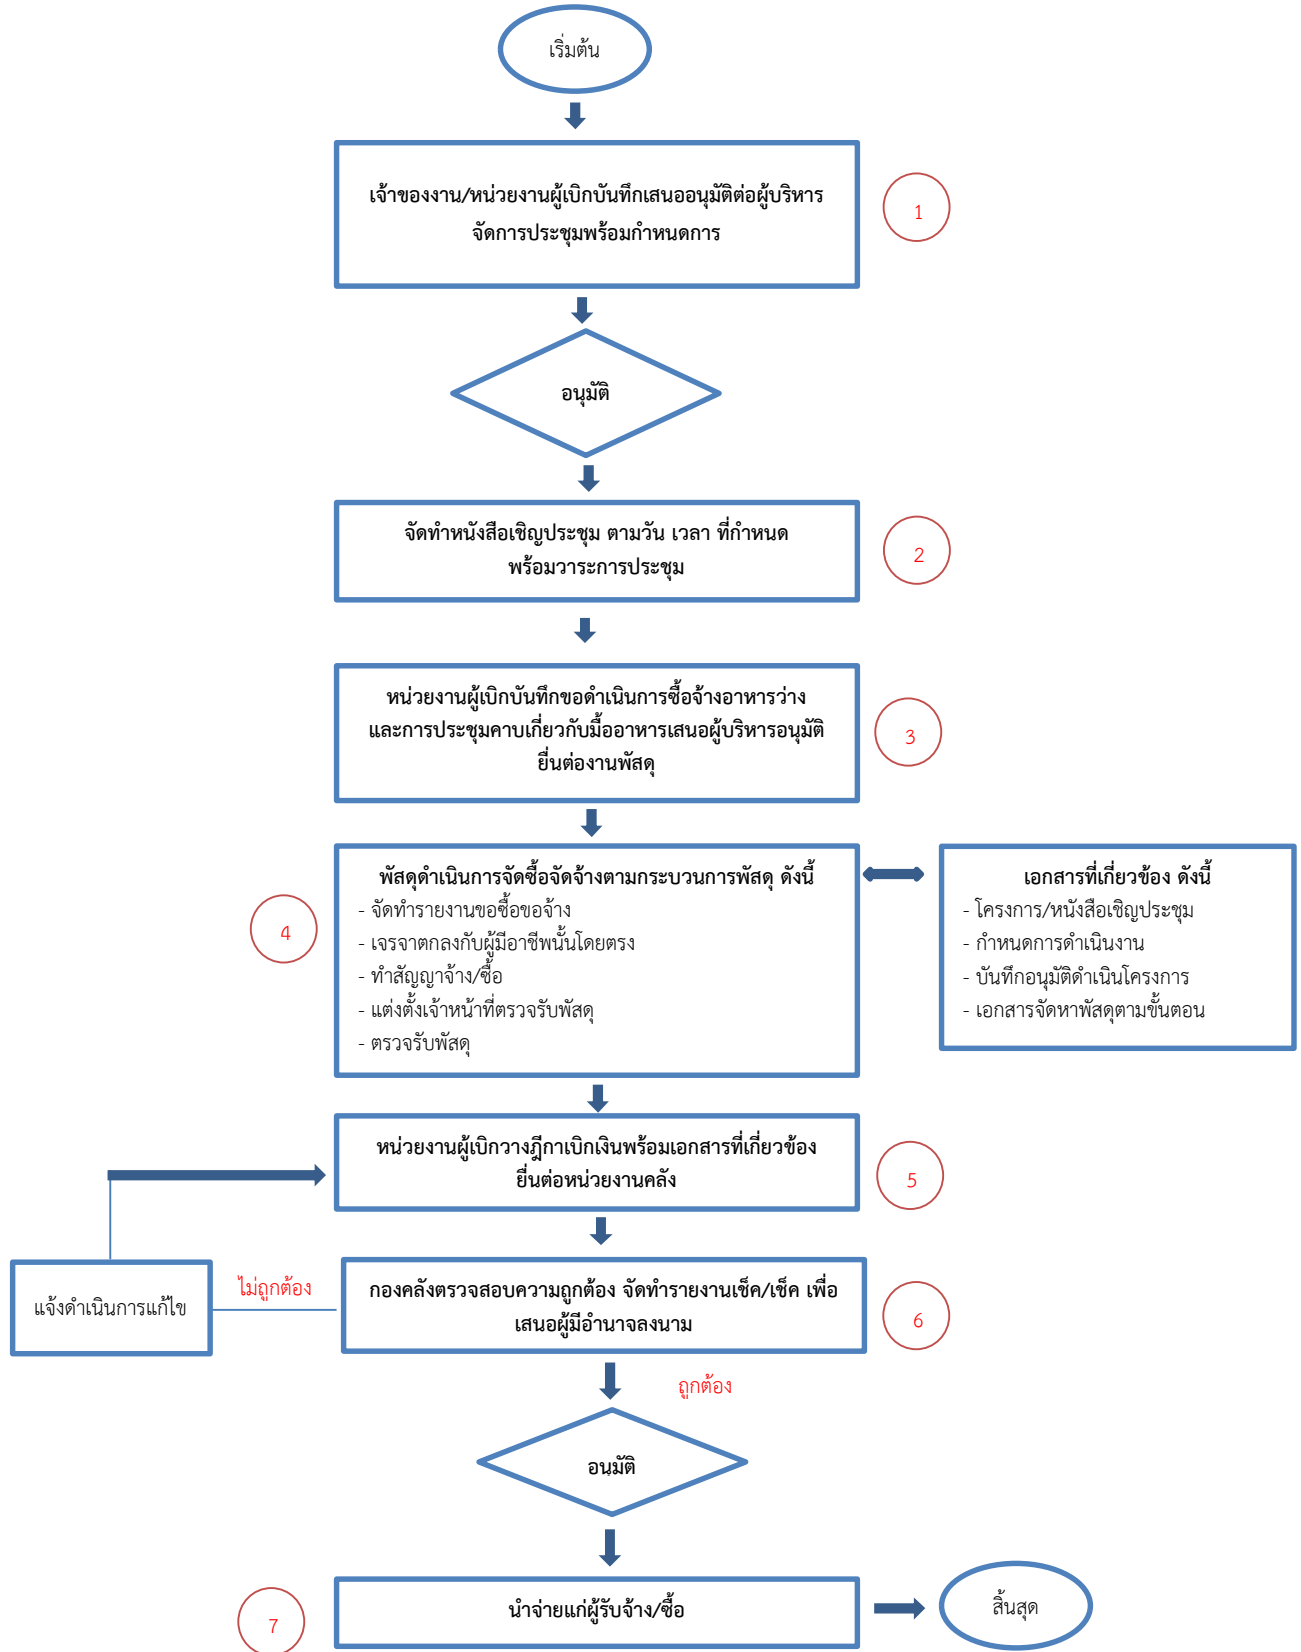 เริ่มต้น
เจ้าของงาน/หน่วยงานผู้เบิกบันทึกเสนออนุมัติต่อผู้บริหาร
จัดการประชุมพร้อมกำหนดการ
1
อนุมัติ
จัดทำหนังสือเชิญประชุม ตามวัน เวลา ที่กำหนด
พร้อมวาระการประชุม
2
หน่วยงานผู้เบิกบันทึกขอดำเนินการซื้อจ้างอาหารว่าง
และการประชุมคาบเกี่ยวกับมื้ออาหารเสนอผู้บริหารอนุมัติ
ยื่นต่องานพัสดุ
3
พัสดุดำเนินการจัดซื้อจัดจ้างตามกระบวนการพัสดุ ดังนี้
- จัดทำรายงานขอซื้อขอจ้าง
- เจรจาตกลงกับผู้มีอาชีพนั้นโดยตรง
- ทำสัญญาจ้าง/ซื้อ
- แต่งตั้งเจ้าหน้าที่ตรวจรับพัสดุ
- ตรวจรับพัสดุ
4
เอกสารที่เกี่ยวข้อง ดังนี้
- โครงการ/หนังสือเชิญประชุม
- กำหนดการดำเนินงาน
- บันทึกอนุมัติดำเนินโครงการ
- เอกสารจัดหาพัสดุตามขั้นตอน
หน่วยงานผู้เบิกวางฎีกาเบิกเงินพร้อมเอกสารที่เกี่ยวข้อง
ยื่นต่อหน่วยงานคลัง
5
แจ้งดำเนินการแก้ไข
ไม่ถูกต้อง
กองคลังตรวจสอบความถูกต้อง จัดทำรายงานเช็ค/เช็ค เพื่อ
เสนอผู้มีอำนาจลงนาม
6
ถูกต้อง
อนมัติ
นำจ่ายแก่ผู้รับจ้าง/ซื้อ
7
สิ้นสุด